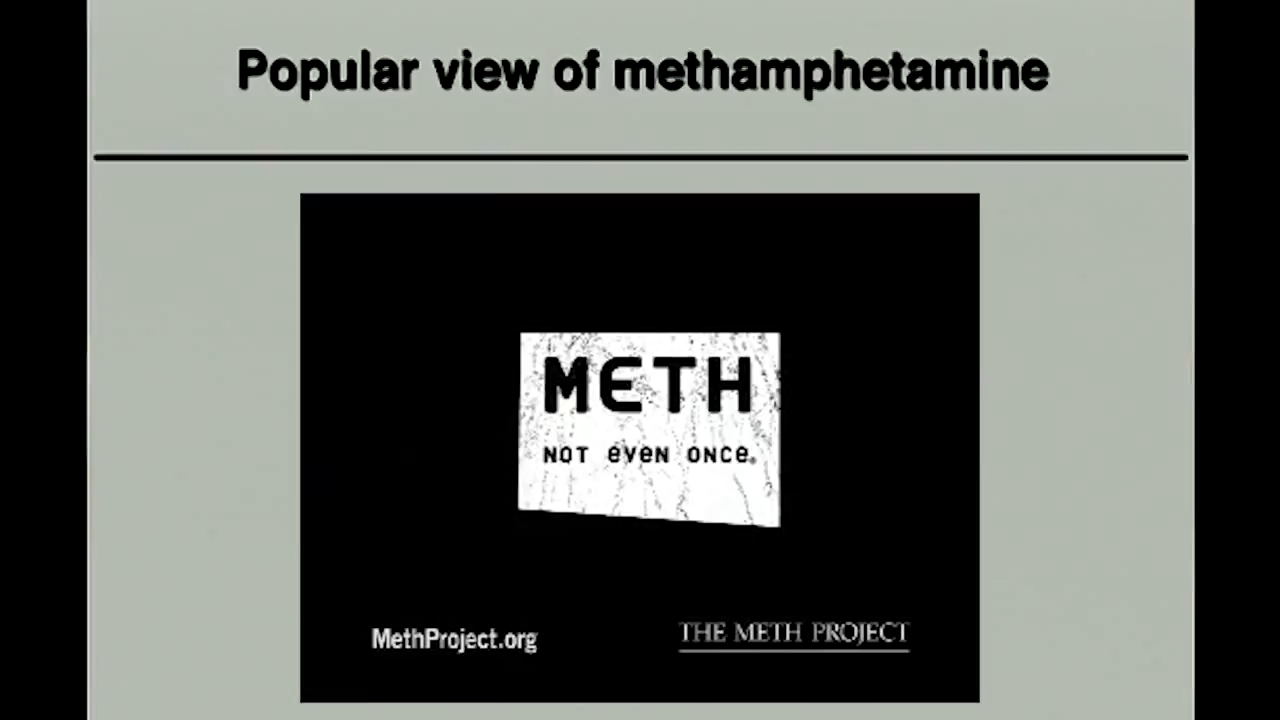 Popular view of methamphetamine
METH
NOT even ONCe®
MethProject.org
THE METH PROJECT